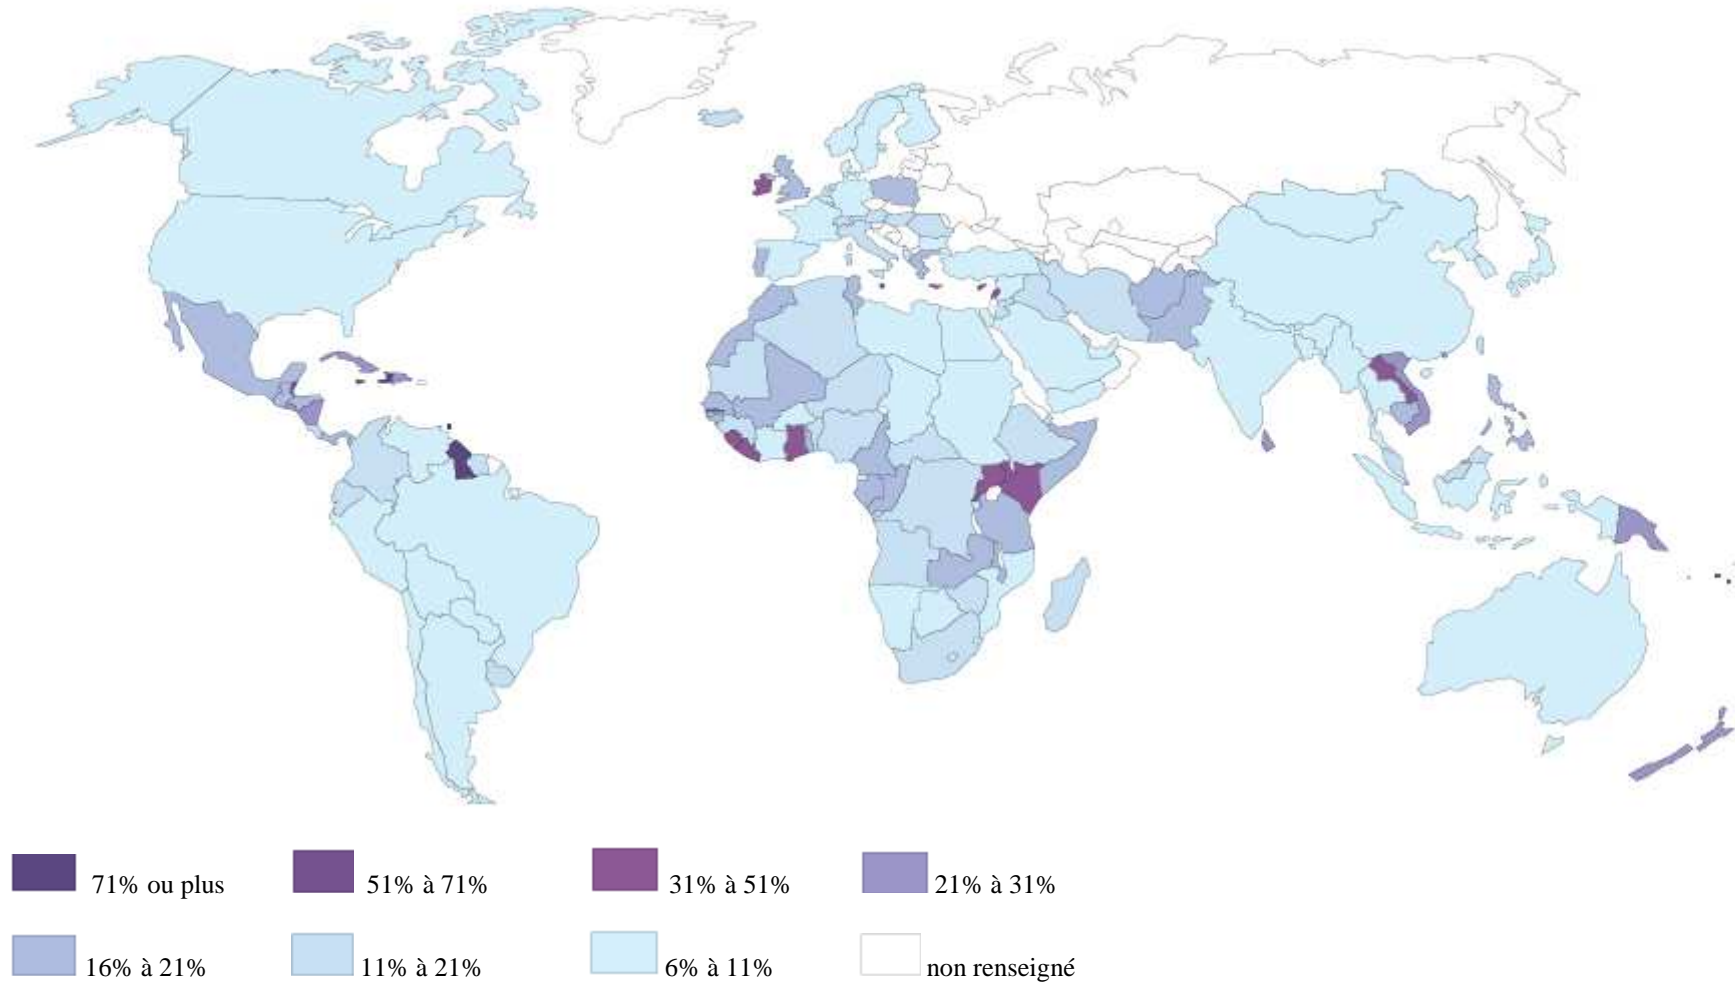 71% ou plus
51% à 71%
31% à 51%
21% à 31%
16% à 21%
11% à 21%
6% à 11%
non renseigné